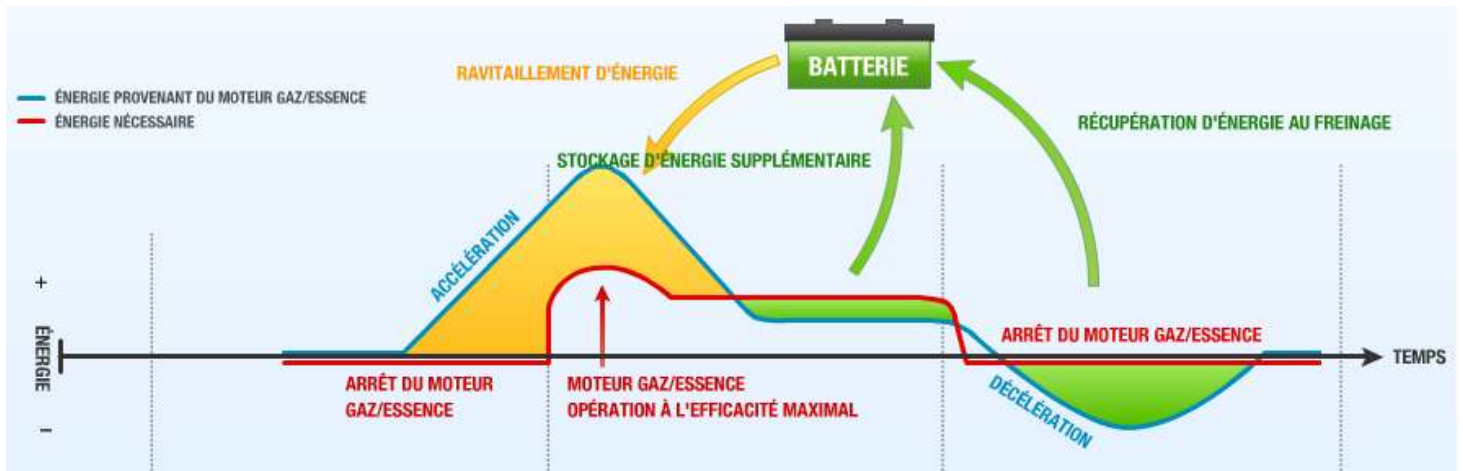 BATTERIE
RAVITAILLEMENT D'ÉNERGIE
ÉNERGIE PROVENANT DU MOTEUR GAZ/ESSENCE
ÉNERGIE NÉCESSAIRE
RÉCUPÉRATION D'ÉNERGIE AU FREINAGE
STOCKAGE D'ÉNERGIE SUPPLÉMENTAIRE
ACCÉLÉRATION
+
ÉNERGIE
–
ARRÊT DU MOTEUR GAZ/ESSENCE
TEMPS
ARRÊT DU MOTEUR
GAZ/ESSENCE
MOTEUR GAZ/ESSENCE
OPÉRATION À L'EFFICACITÉ MAXIMAL
DÉCÉLÉRATION